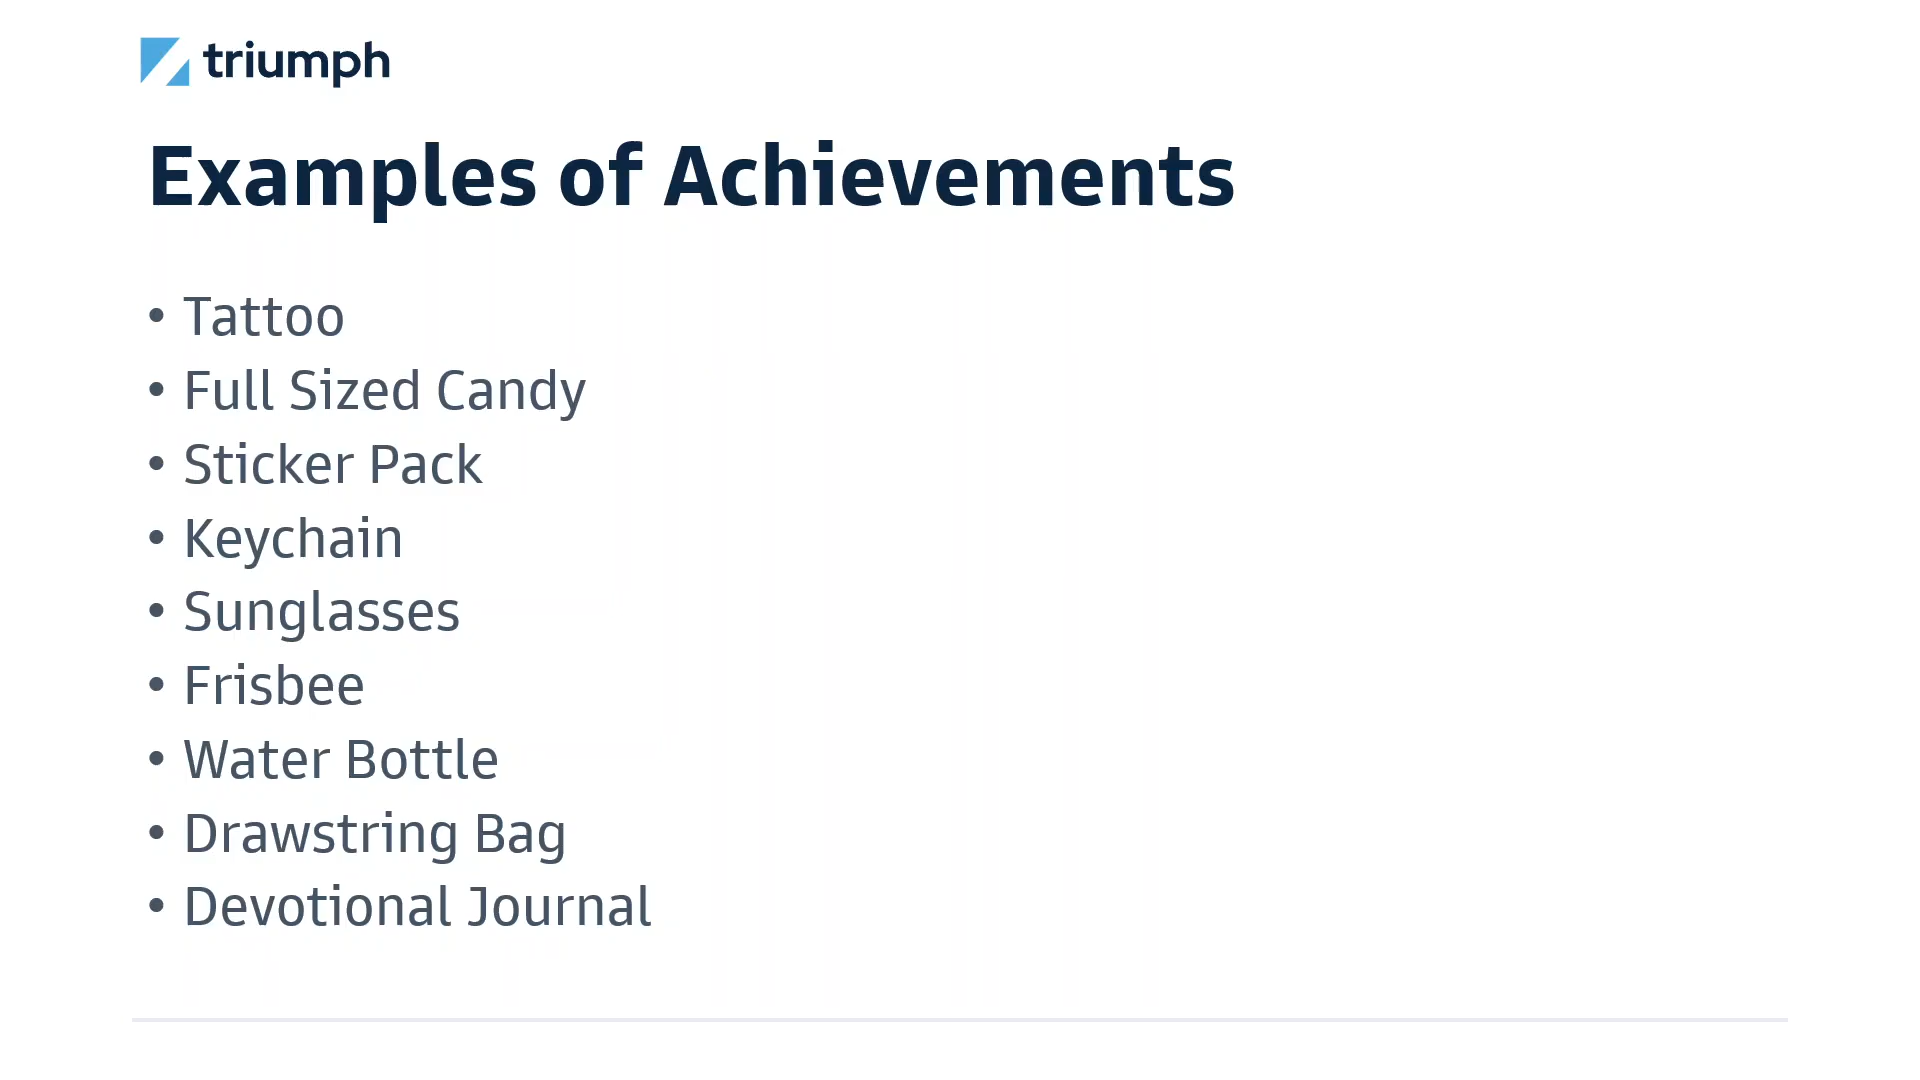 triumph
Examples of Achievements
• Tattoo
• Full Sized Candy
• Sticker Pack
• Keychain
• Sunglasses
• Frisbee
• Water Bottle
• Drawstring Bag
• Devotional Journal